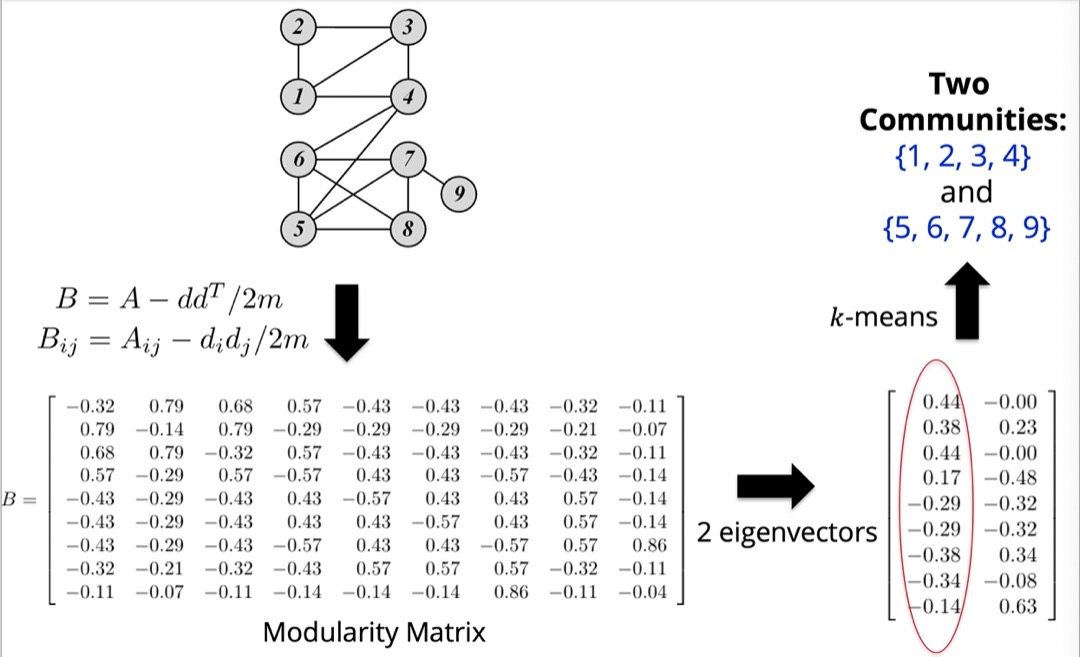 2 3
1 4
6 7
9
5 8
Two
Communities:
{1, 2, 3, 4}
and
{5, 6, 7, 8, 9}
B = A − dd^T /2m
B_ij = A_ij − d_i d_j /2m
k-means
B =
−0.32 0.79 0.68 0.57 −0.43 −0.43 −0.43 −0.32 −0.11
0.79 −0.14 0.79 −0.29 −0.29 −0.29 −0.29 −0.21 −0.07
0.68 0.79 −0.32 0.57 −0.43 −0.43 −0.43 −0.32 −0.11
0.57 −0.29 0.57 −0.57 0.43 0.43 −0.57 −0.43 −0.14
−0.43 −0.29 −0.43 0.43 −0.57 0.43 0.43 0.57 −0.14
−0.43 −0.29 −0.43 0.43 0.43 −0.57 0.43 0.57 −0.14
−0.43 −0.29 −0.43 −0.57 0.43 0.43 −0.57 0.57 0.86
−0.32 −0.21 −0.32 −0.43 0.57 0.57 0.57 −0.32 −0.11
−0.11 −0.07 −0.11 −0.14 −0.14 −0.14 0.86 −0.11 −0.04
Modularity Matrix
2 eigenvectors
0.44 −0.00
0.38 0.23
0.44 −0.00
0.17 −0.48
−0.29 −0.32
−0.29 −0.32
−0.38 0.34
−0.34 −0.08
−0.14 0.63